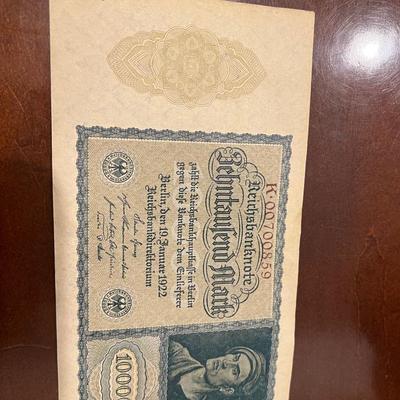 K·00700859
Reichsbanknote
Zehntausend Mark
zahlt die Reichsbankhauptkasse in Berlin
gegen diese Banknote dem Einlieferer
Berlin, den 19. Januar 1922
Reichsbankdirektorium
10000